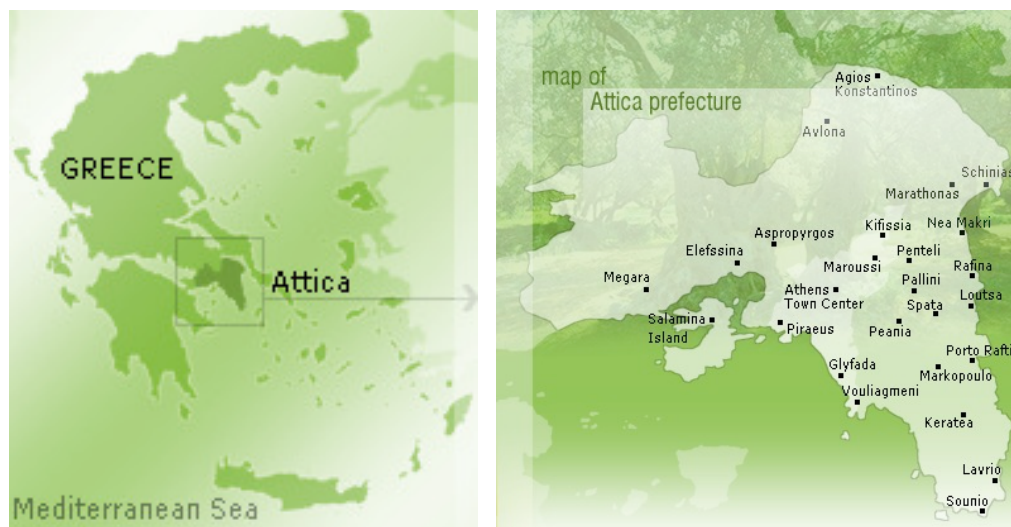 GREECE
Attica
Mediterranean Sea
map of
Attica prefecture
Agios
Konstantinos
Avlona
Schinias
Marathonas
Kifissia
Nea Makri
Aspropyrgos
Elefssina
Penteli
Maroussi
Rafina
Megara
Athens
Town Center
Pallini
Loutsa
Spata
Salamina
Island
Piraeus
Peania
Porto Rafti
Glyfada
Markopoulo
Vouliagmeni
Keratea
Lavrio
Sounio